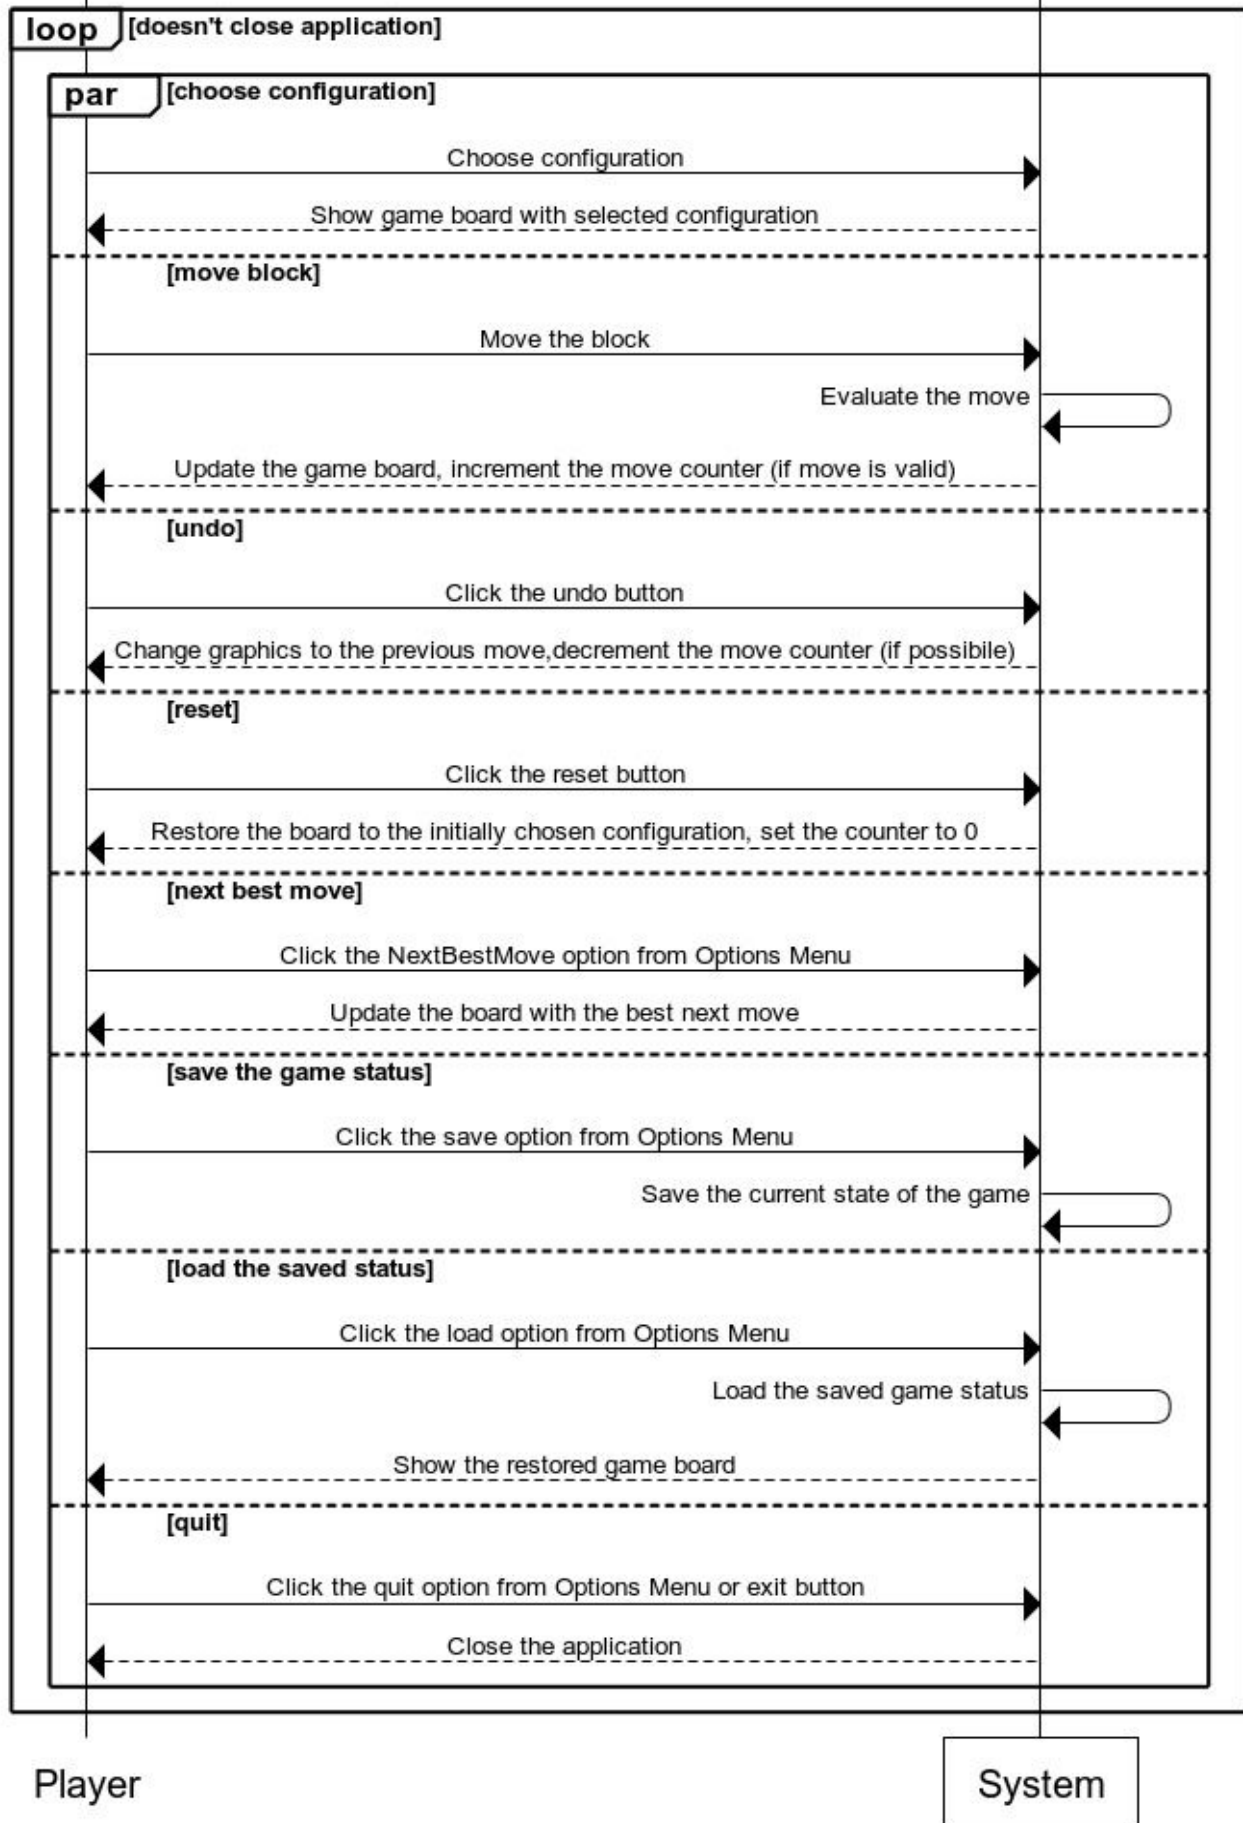 loop [doesn't close application]
par [choose configuration]
Choose configuration
Show game board with selected configuration
[move block]
Move the block
Evaluate the move
Update the game board, increment the move counter (if move is valid)
[undo]
Click the undo button
Change graphics to the previous move,decrement the move counter (if possibile)
[reset]
Click the reset button
Restore the board to the initially chosen configuration, set the counter to 0
[next best move]
Click the NextBestMove option from Options Menu
Update the board with the best next move
[save the game status]
Click the save option from Options Menu
Save the current state of the game
[load the saved status]
Click the load option from Options Menu
Load the saved game status
Show the restored game board
[quit]
Click the quit option from Options Menu or exit button
Close the application
Player System